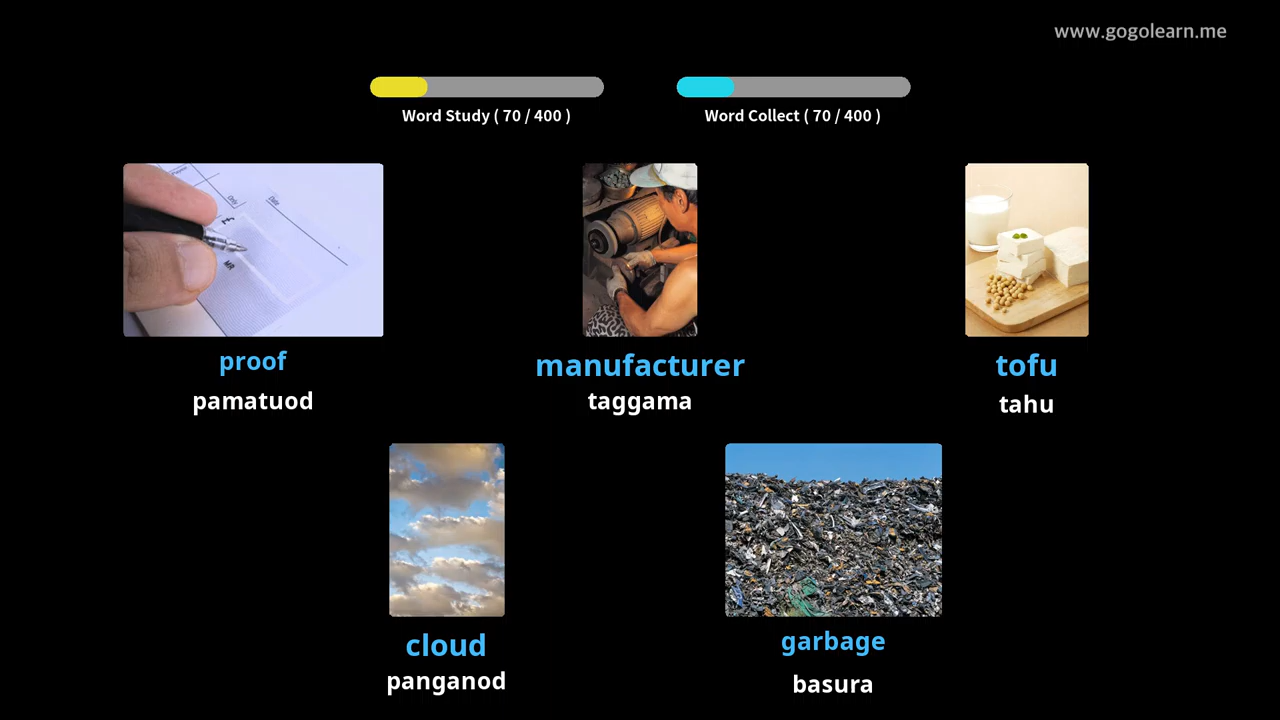 www.gogolearn.me
Word Study ( 70 / 400 )
Word Collect ( 70 / 400 )
proof
pamatuod
manufacturer
taggama
tofu
tahu
cloud
panganod
garbage
basura